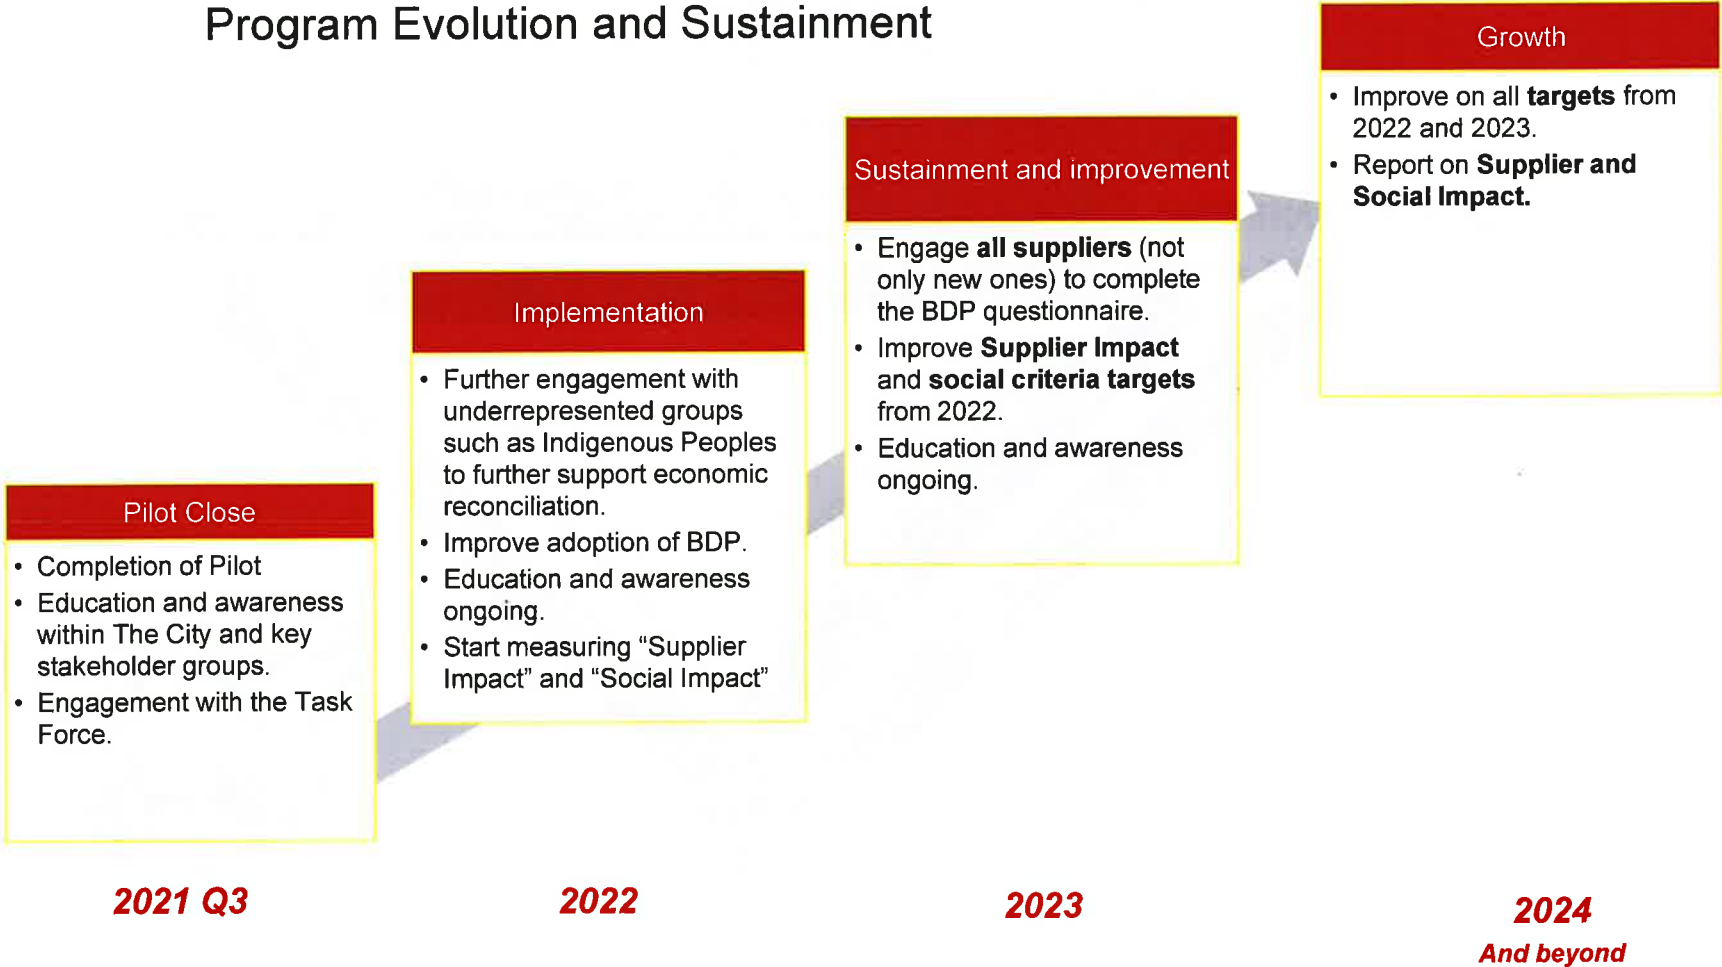 Program Evolution and Sustainment
Pilot Close
• Completion of Pilot
• Education and awareness
within The City and key
stakeholder groups.
• Engagement with the Task
Force.
2021 Q3
Implementation
• Further engagement with
underrepresented groups
such as Indigenous Peoples
to further support economic
reconciliation.
• Improve adoption of BDP.
• Education and awareness
ongoing.
• Start measuring “Supplier
Impact” and “Social Impact”
2022
Sustainment and improvement
• Engage all suppliers (not
only new ones) to complete
the BDP questionnaire.
• Improve Supplier Impact
and social criteria targets
from 2022.
• Education and awareness
ongoing.
2023
Growth
• Improve on all targets from
2022 and 2023.
• Report on Supplier and
Social Impact.
2024
And beyond